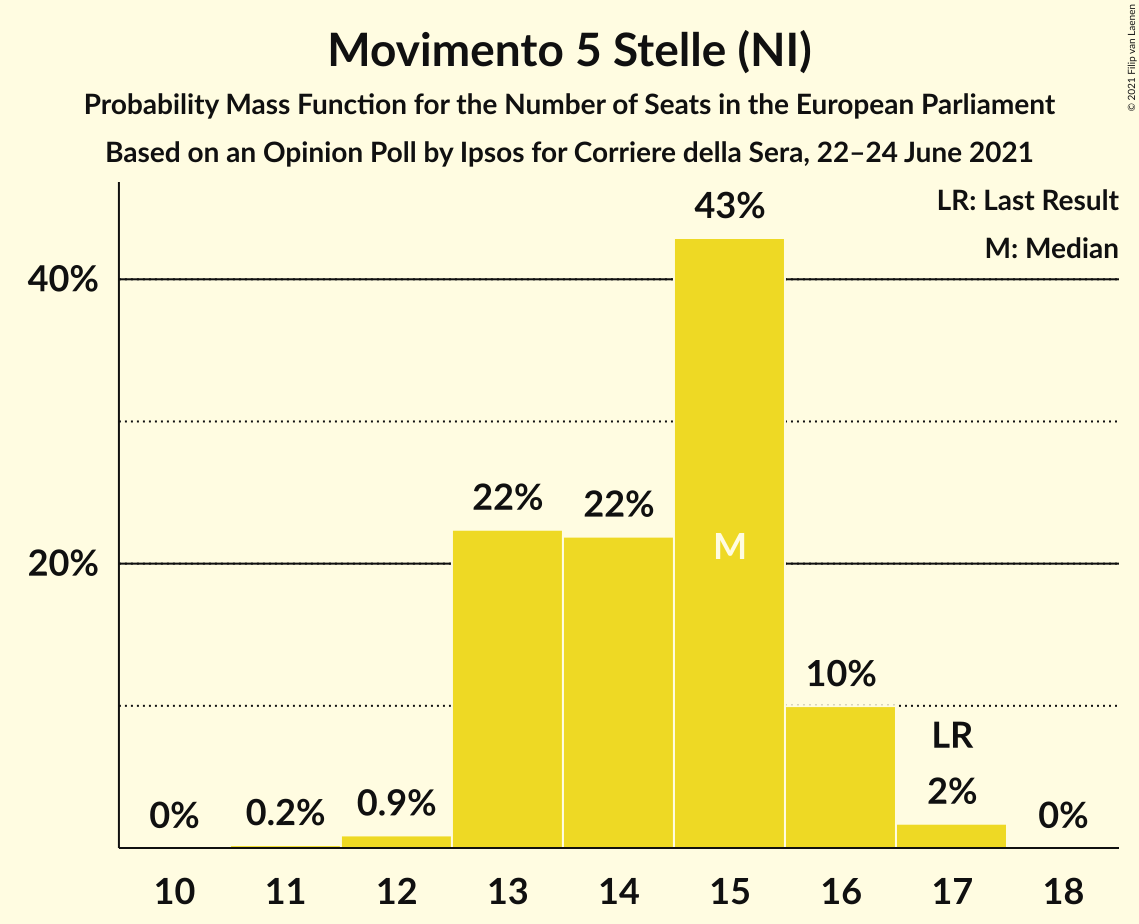 Movimento 5 Stelle (NI)
Probability Mass Function for the Number of Seats in the European Parliament
Based on an Opinion Poll by Ipsos for Corriere della Sera, 22–24 June 2021
© 2021 Filip van Laenen
LR: Last Result
M: Median
43%
40%
22%
22%
M
20%
10%
LR
2%
0%
0.2%
0.9%
0%
10 11 12 13 14 15 16 17 18